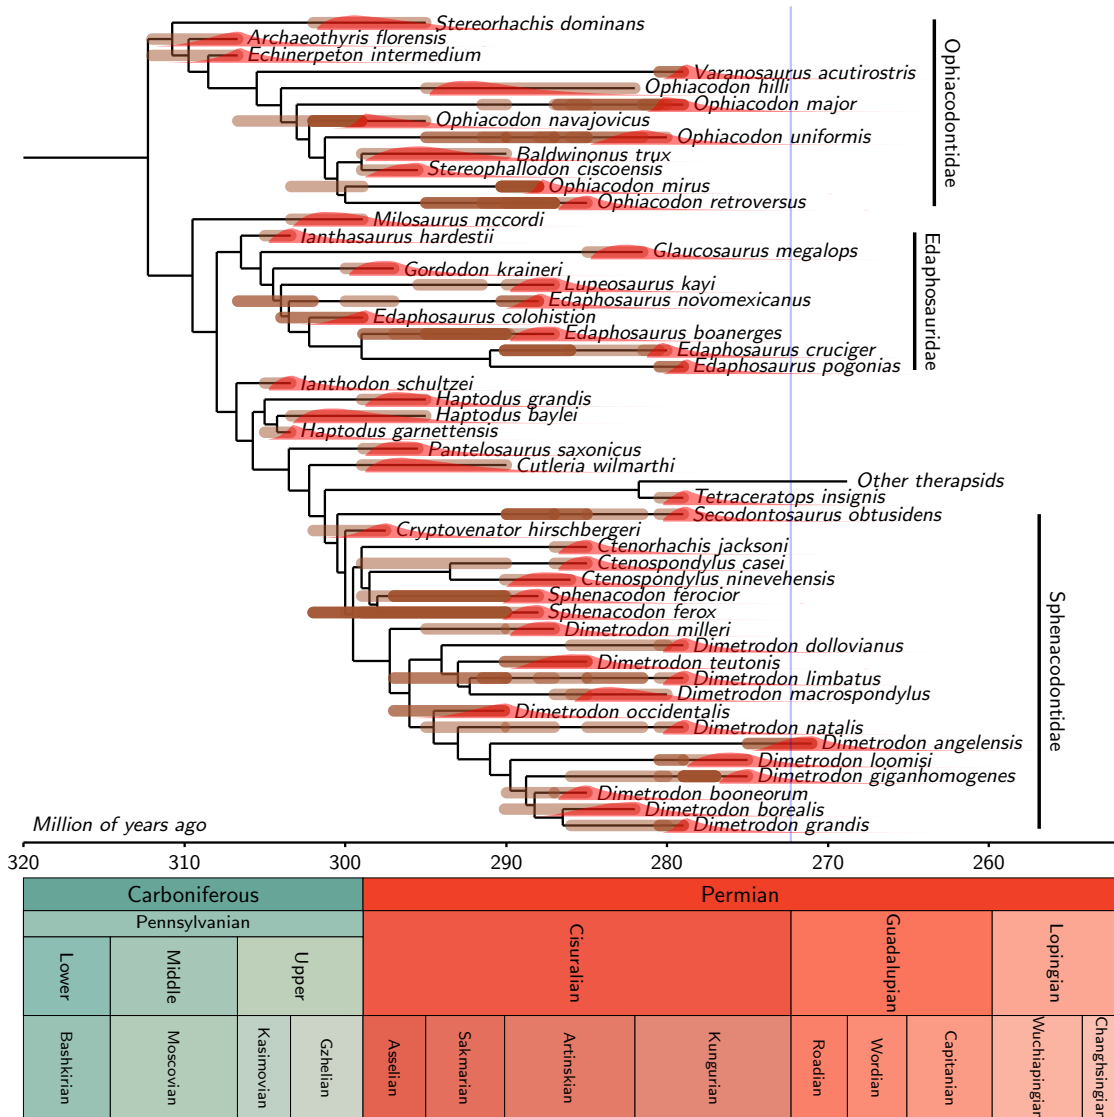 Stereorhachis dominans
Archaeothyris florensis
Echinerpeton intermedium
Varanosaurus acutirostris
Ophiacodon hilli
Ophiacodon major
Ophiacodon navajovicus
Ophiacodon uniformis
Baldwinonus trux
Stereophallodon ciscoensis
Ophiacodon mirus
Ophiacodon retroversus
Ophiacodontidae
Milosaurus mccordi
Ianthasaurus hardestii
Glaucosaurus megalops
Gordodon kraineri
Lupeosaurus kayi
Edaphosaurus novomexicanus
Edaphosaurus colohistion
Edaphosaurus boanerges
Edaphosaurus cruciger
Edaphosaurus pogonias
Edaphosauridae
Ianthodon schultzei
Haptodus grandis
Haptodus baylei
Haptodus garnettensis
Pantelosaurus saxonicus
Cutleria wilmarthi
Other therapsids
Tetraceratops insignis
Secodontosaurus obtusidens
Cryptovenator hirschbergeri
Ctenorhachis jacksoni
Ctenospondylus casei
Ctenospondylus ninevehensis
Sphenacodon ferocior
Sphenacodon ferox
Dimetrodon milleri
Dimetrodon dollovianus
Dimetrodon teutonis
Dimetrodon limbatus
Dimetrodon macrospondylus
Dimetrodon occidentalis
Dimetrodon natalis
Dimetrodon angelensis
Dimetrodon loomisi
Dimetrodon giganhomogenes
Dimetrodon booneorum
Dimetrodon borealis
Dimetrodon grandis
Sphenacodontidae
Million of years ago
320 310 300 290 280 270 260
Carboniferous Permian
Pennsylvanian
Lower Middle Upper Cisuralian Guadalupian Lopingian
Bashkirian Moscovian Kasimovian Gzhelian Asselian Sakmarian Artinskian Kungurian Roadian Wordian Capitanian Wuchiapingian Changhsingian